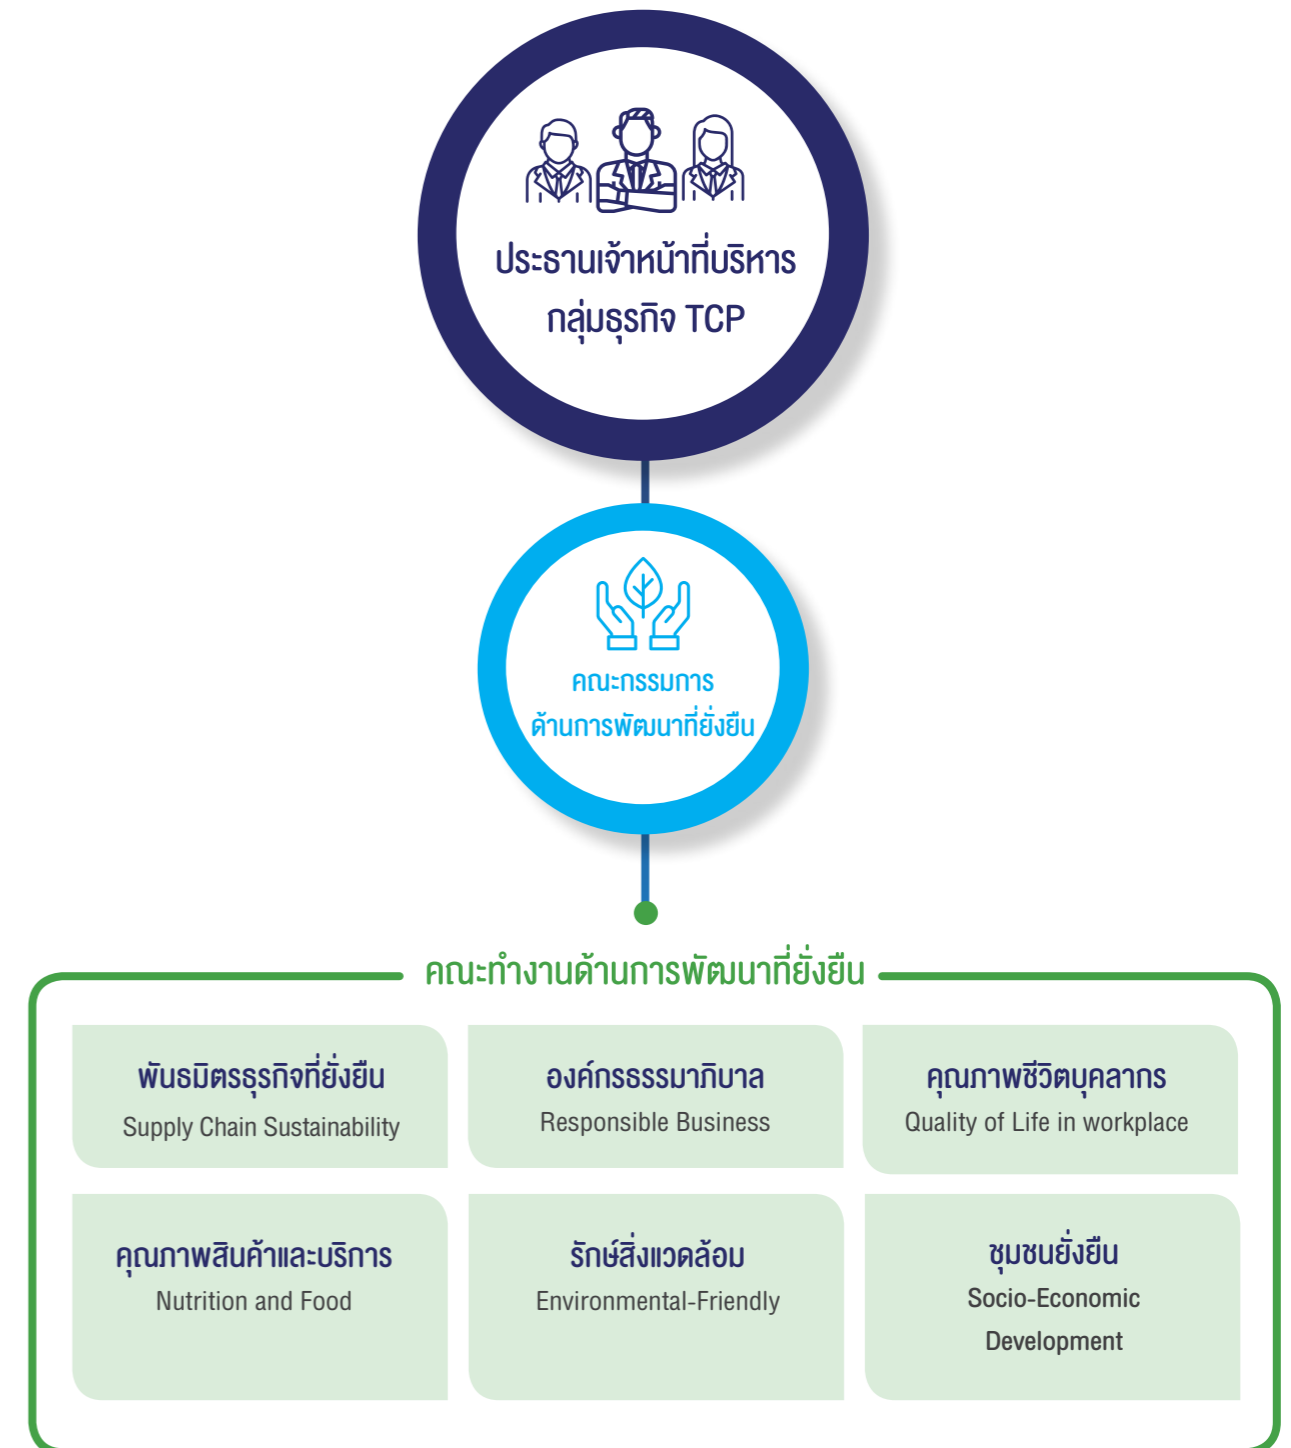 ประธานเจ้าหน้าที่บริหาร
กลุ่มธุรกิจ TCP
คณะกรรมการ
ด้านการพัฒนาที่ยั่งยืน
คณะทำงานด้านการพัฒนาที่ยั่งยืน
พันธมิตรธุรกิจที่ยั่งยืน
Supply Chain Sustainability
องค์กรธรรมาภิบาล
Responsible Business
คุณภาพชีวิตบุคลากร
Quality of Life in workplace
คุณภาพสินค้าและบริการ
Nutrition and Food
รักษ์สิ่งแวดล้อม
Environmental-Friendly
ชุมชนยั่งยืน
Socio-Economic
Development